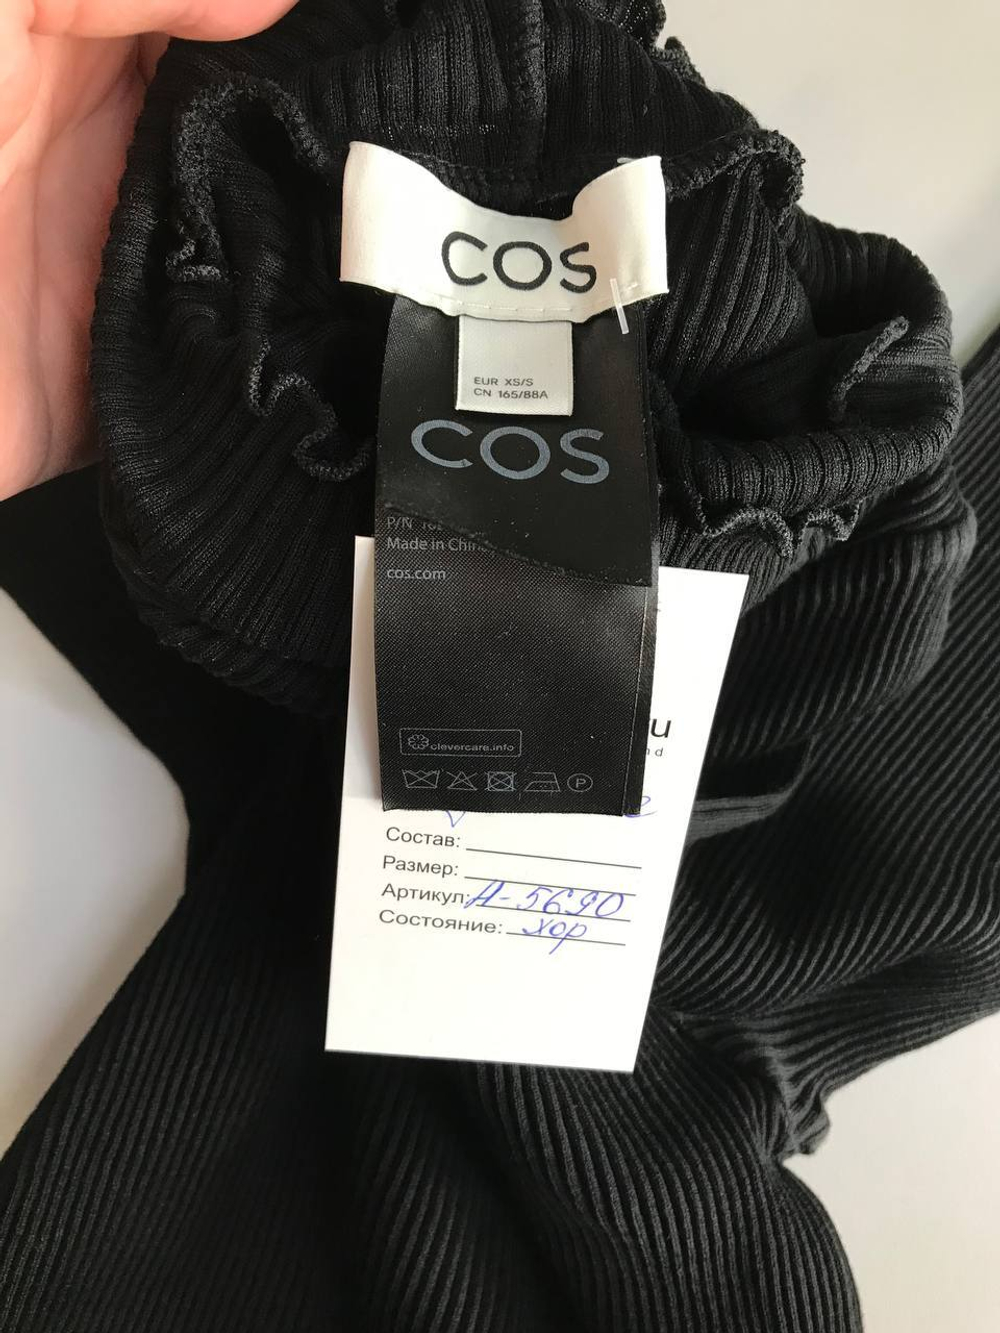 COS
EUR XS/S
CN 165/88A
COS
P/N
Made in
cos.com
clevercare.info
P
Состав:
Размер:
Артикул: А-5690
Состояние: хор